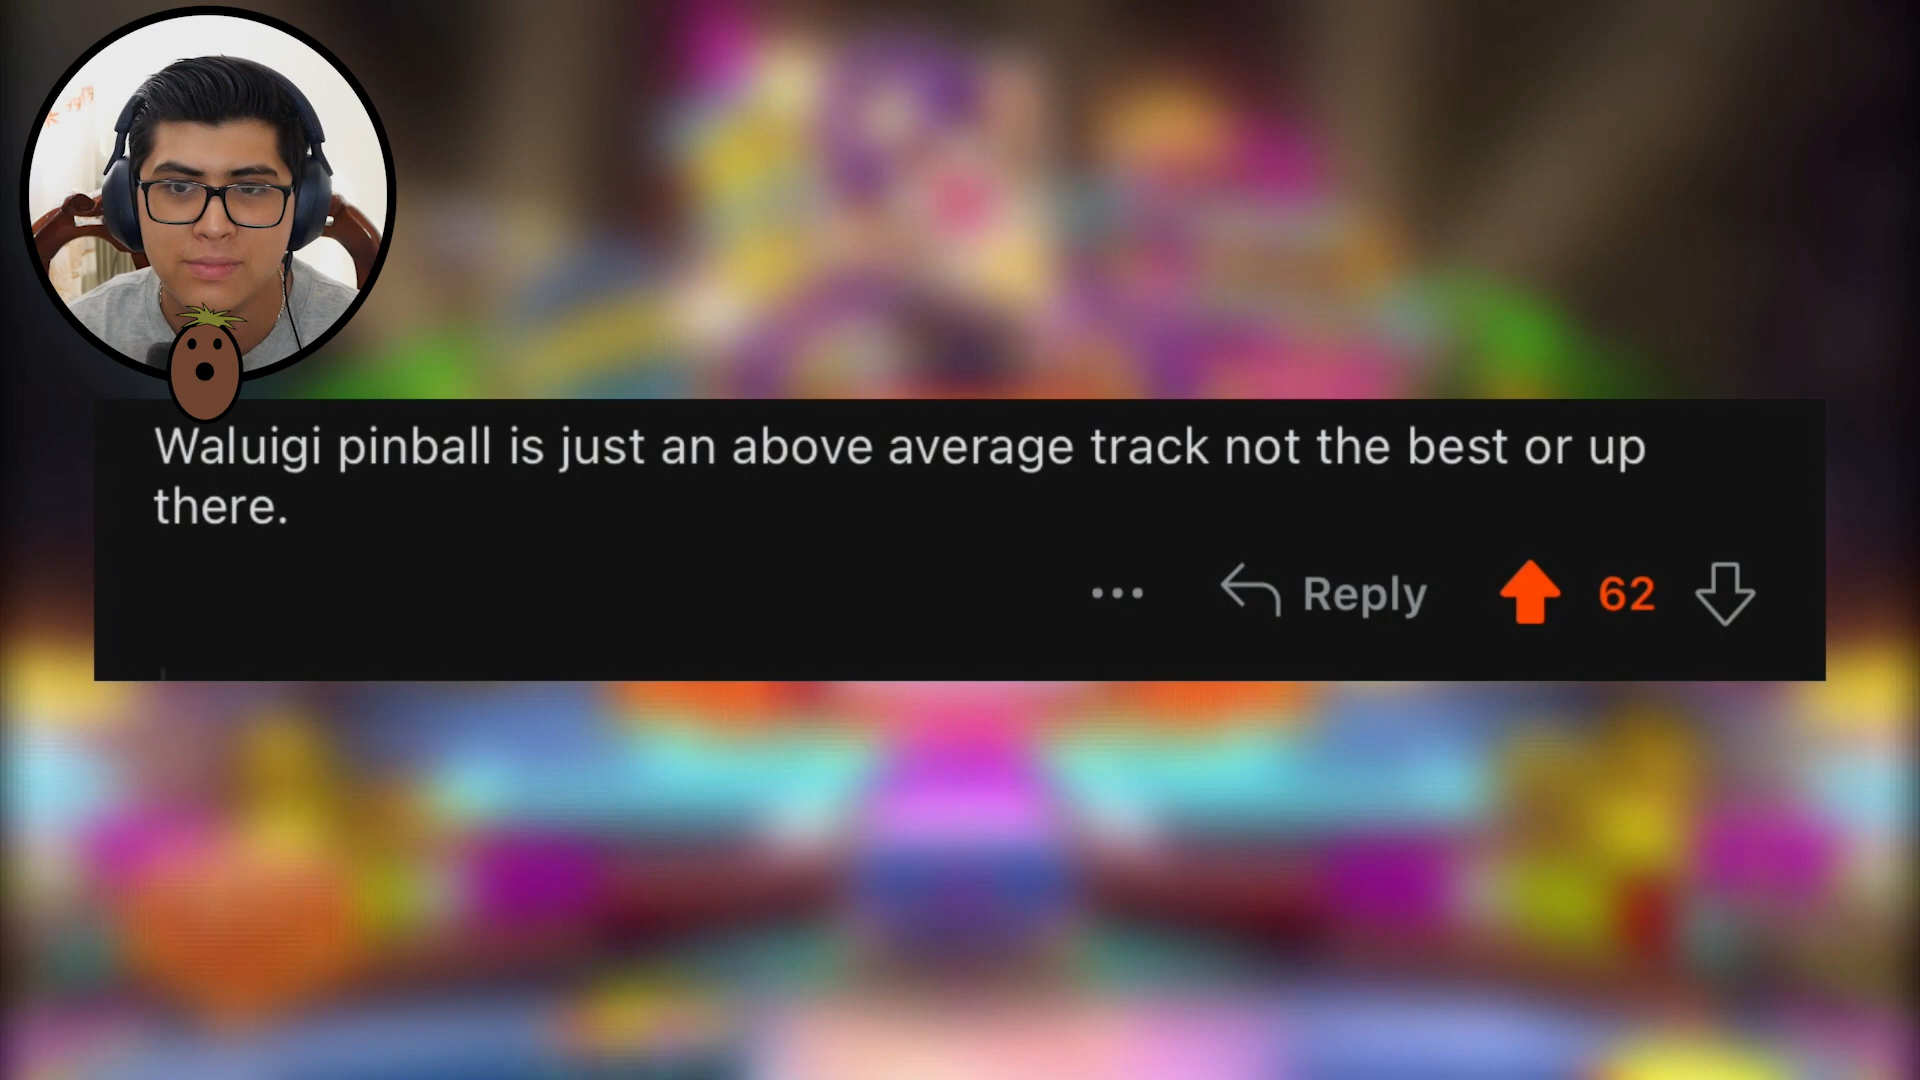 Waluigi pinball is just an above average track not the best or up
there.
Reply 62